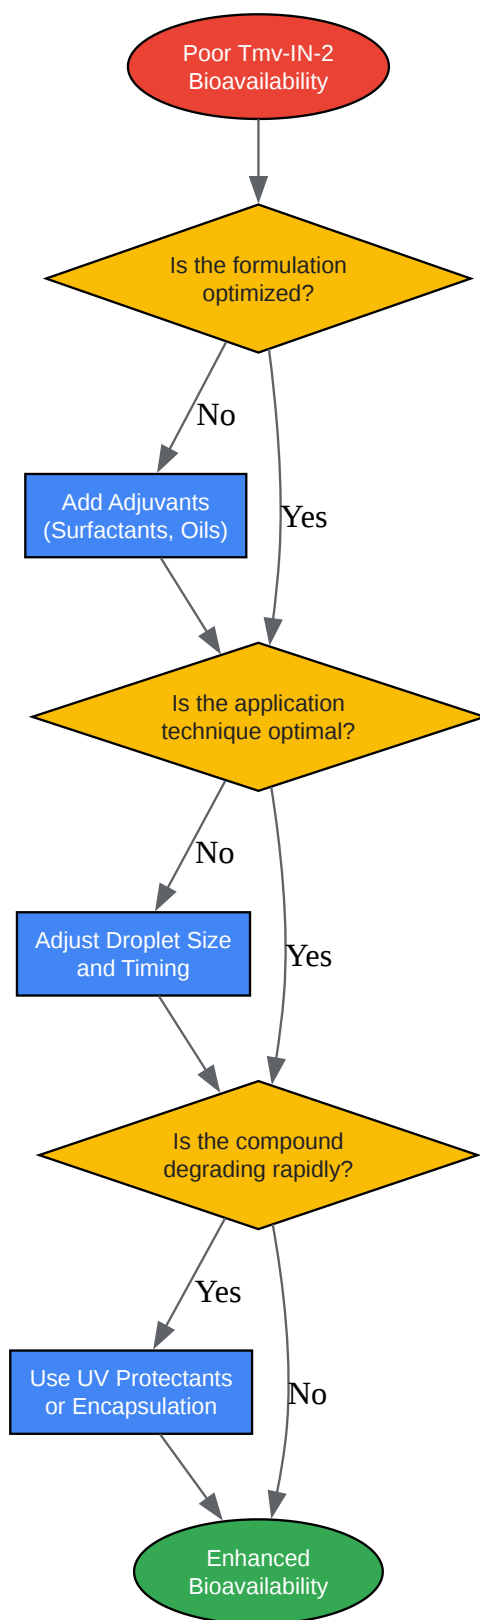 Poor Tmv-IN-2
Bioavailability
Is the formulation
optimized?
No
Yes
Add Adjuvants
(Surfactants, Oils)
Is the application
technique optimal?
No
Yes
Adjust Droplet Size
and Timing
Is the compound
degrading rapidly?
Yes
No
Use UV Protectants
or Encapsulation
Enhanced
Bioavailability